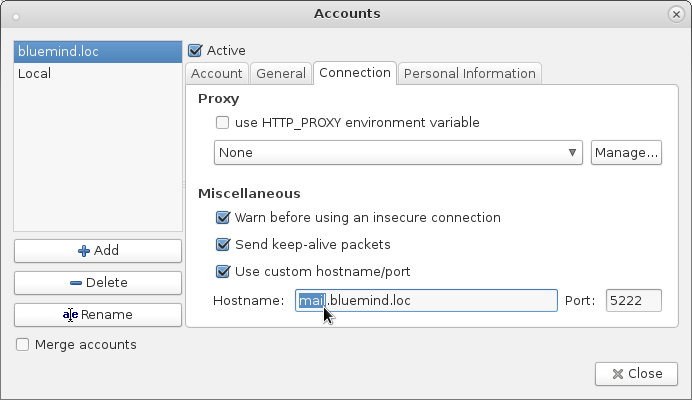 Accounts
bluemind.loc
Local
Add
Delete
Rename
Merge accounts
Active
Account General Connection Personal Information
Proxy
use HTTP_PROXY environment variable
None Manage...
Miscellaneous
Warn before using an insecure connection
Send keep-alive packets
Use custom hostname/port
Hostname: mail.bluemind.loc Port: 5222
Close